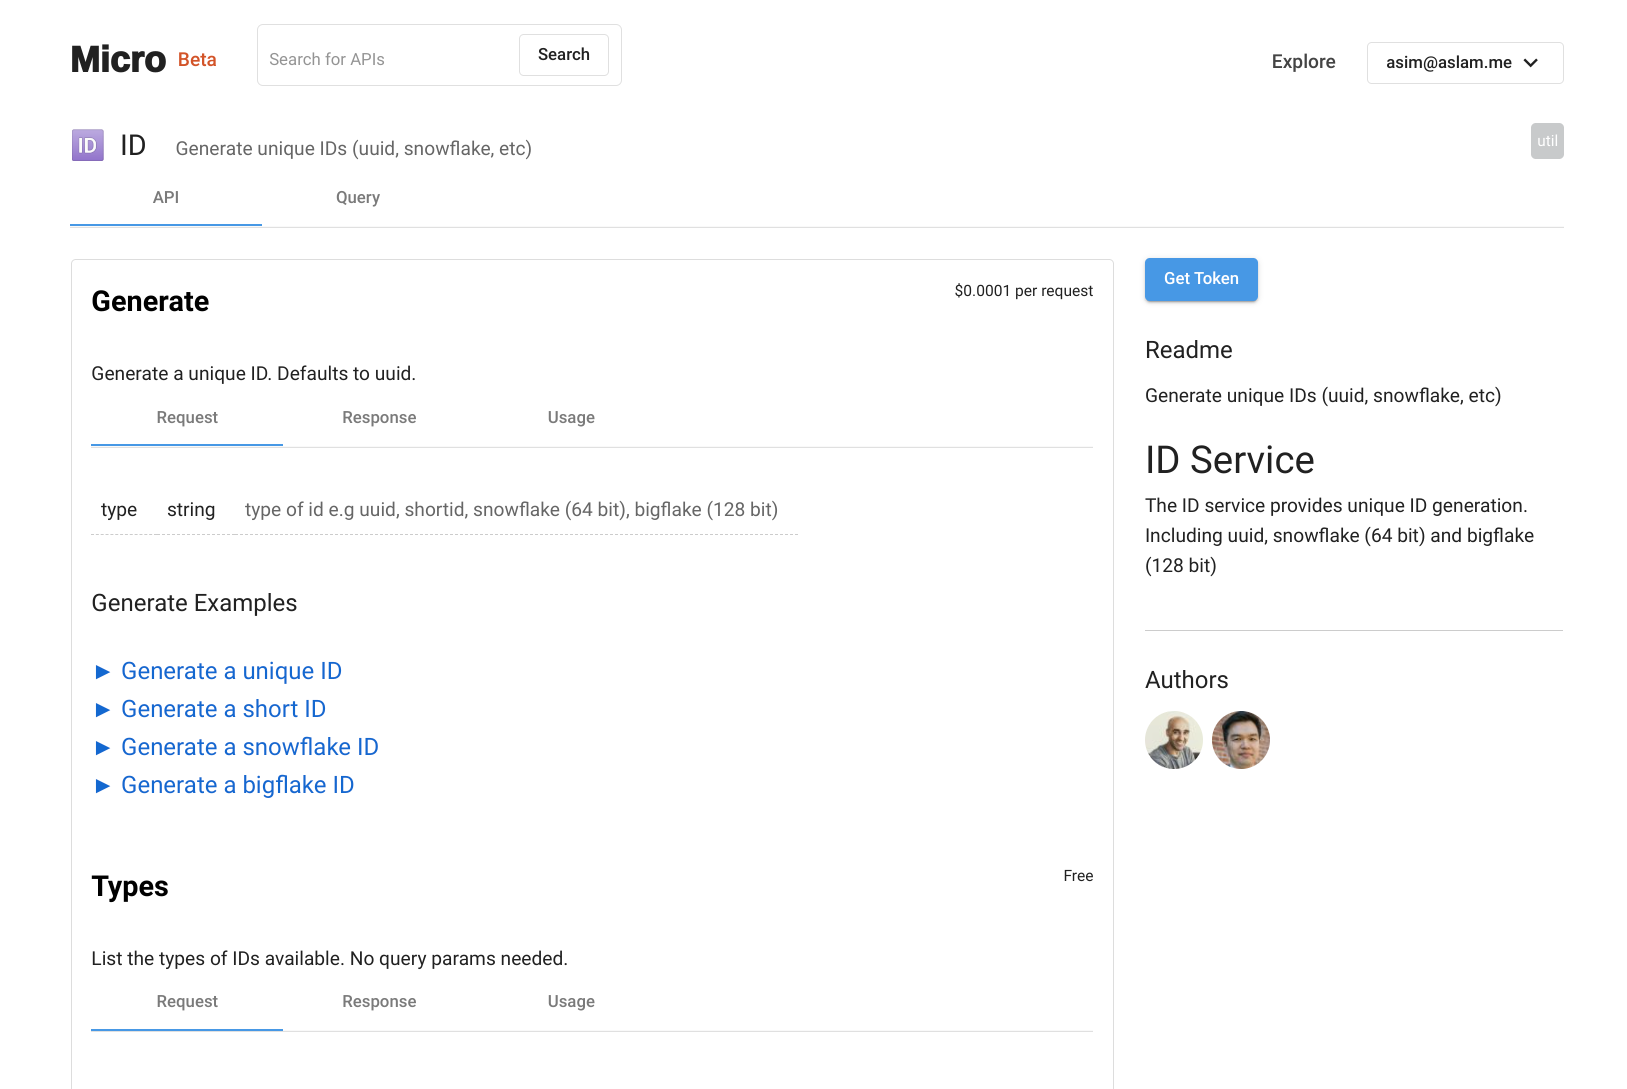 Micro Beta
Search for APIs
Search
Explore
asim@aslam.me
ID
ID
Generate unique IDs (uuid, snowflake, etc)
util
API
Query
Generate
$0.0001 per request
Generate a unique ID. Defaults to uuid.
Request
Response
Usage
type string type of id e.g uuid, shortid, snowflake (64 bit), bigflake (128 bit)
Generate Examples
► Generate a unique ID
► Generate a short ID
► Generate a snowflake ID
► Generate a bigflake ID
Types
Free
List the types of IDs available. No query params needed.
Request
Response
Usage
Get Token
Readme
Generate unique IDs (uuid, snowflake, etc)
ID Service
The ID service provides unique ID generation.
Including uuid, snowflake (64 bit) and bigflake
(128 bit)
Authors